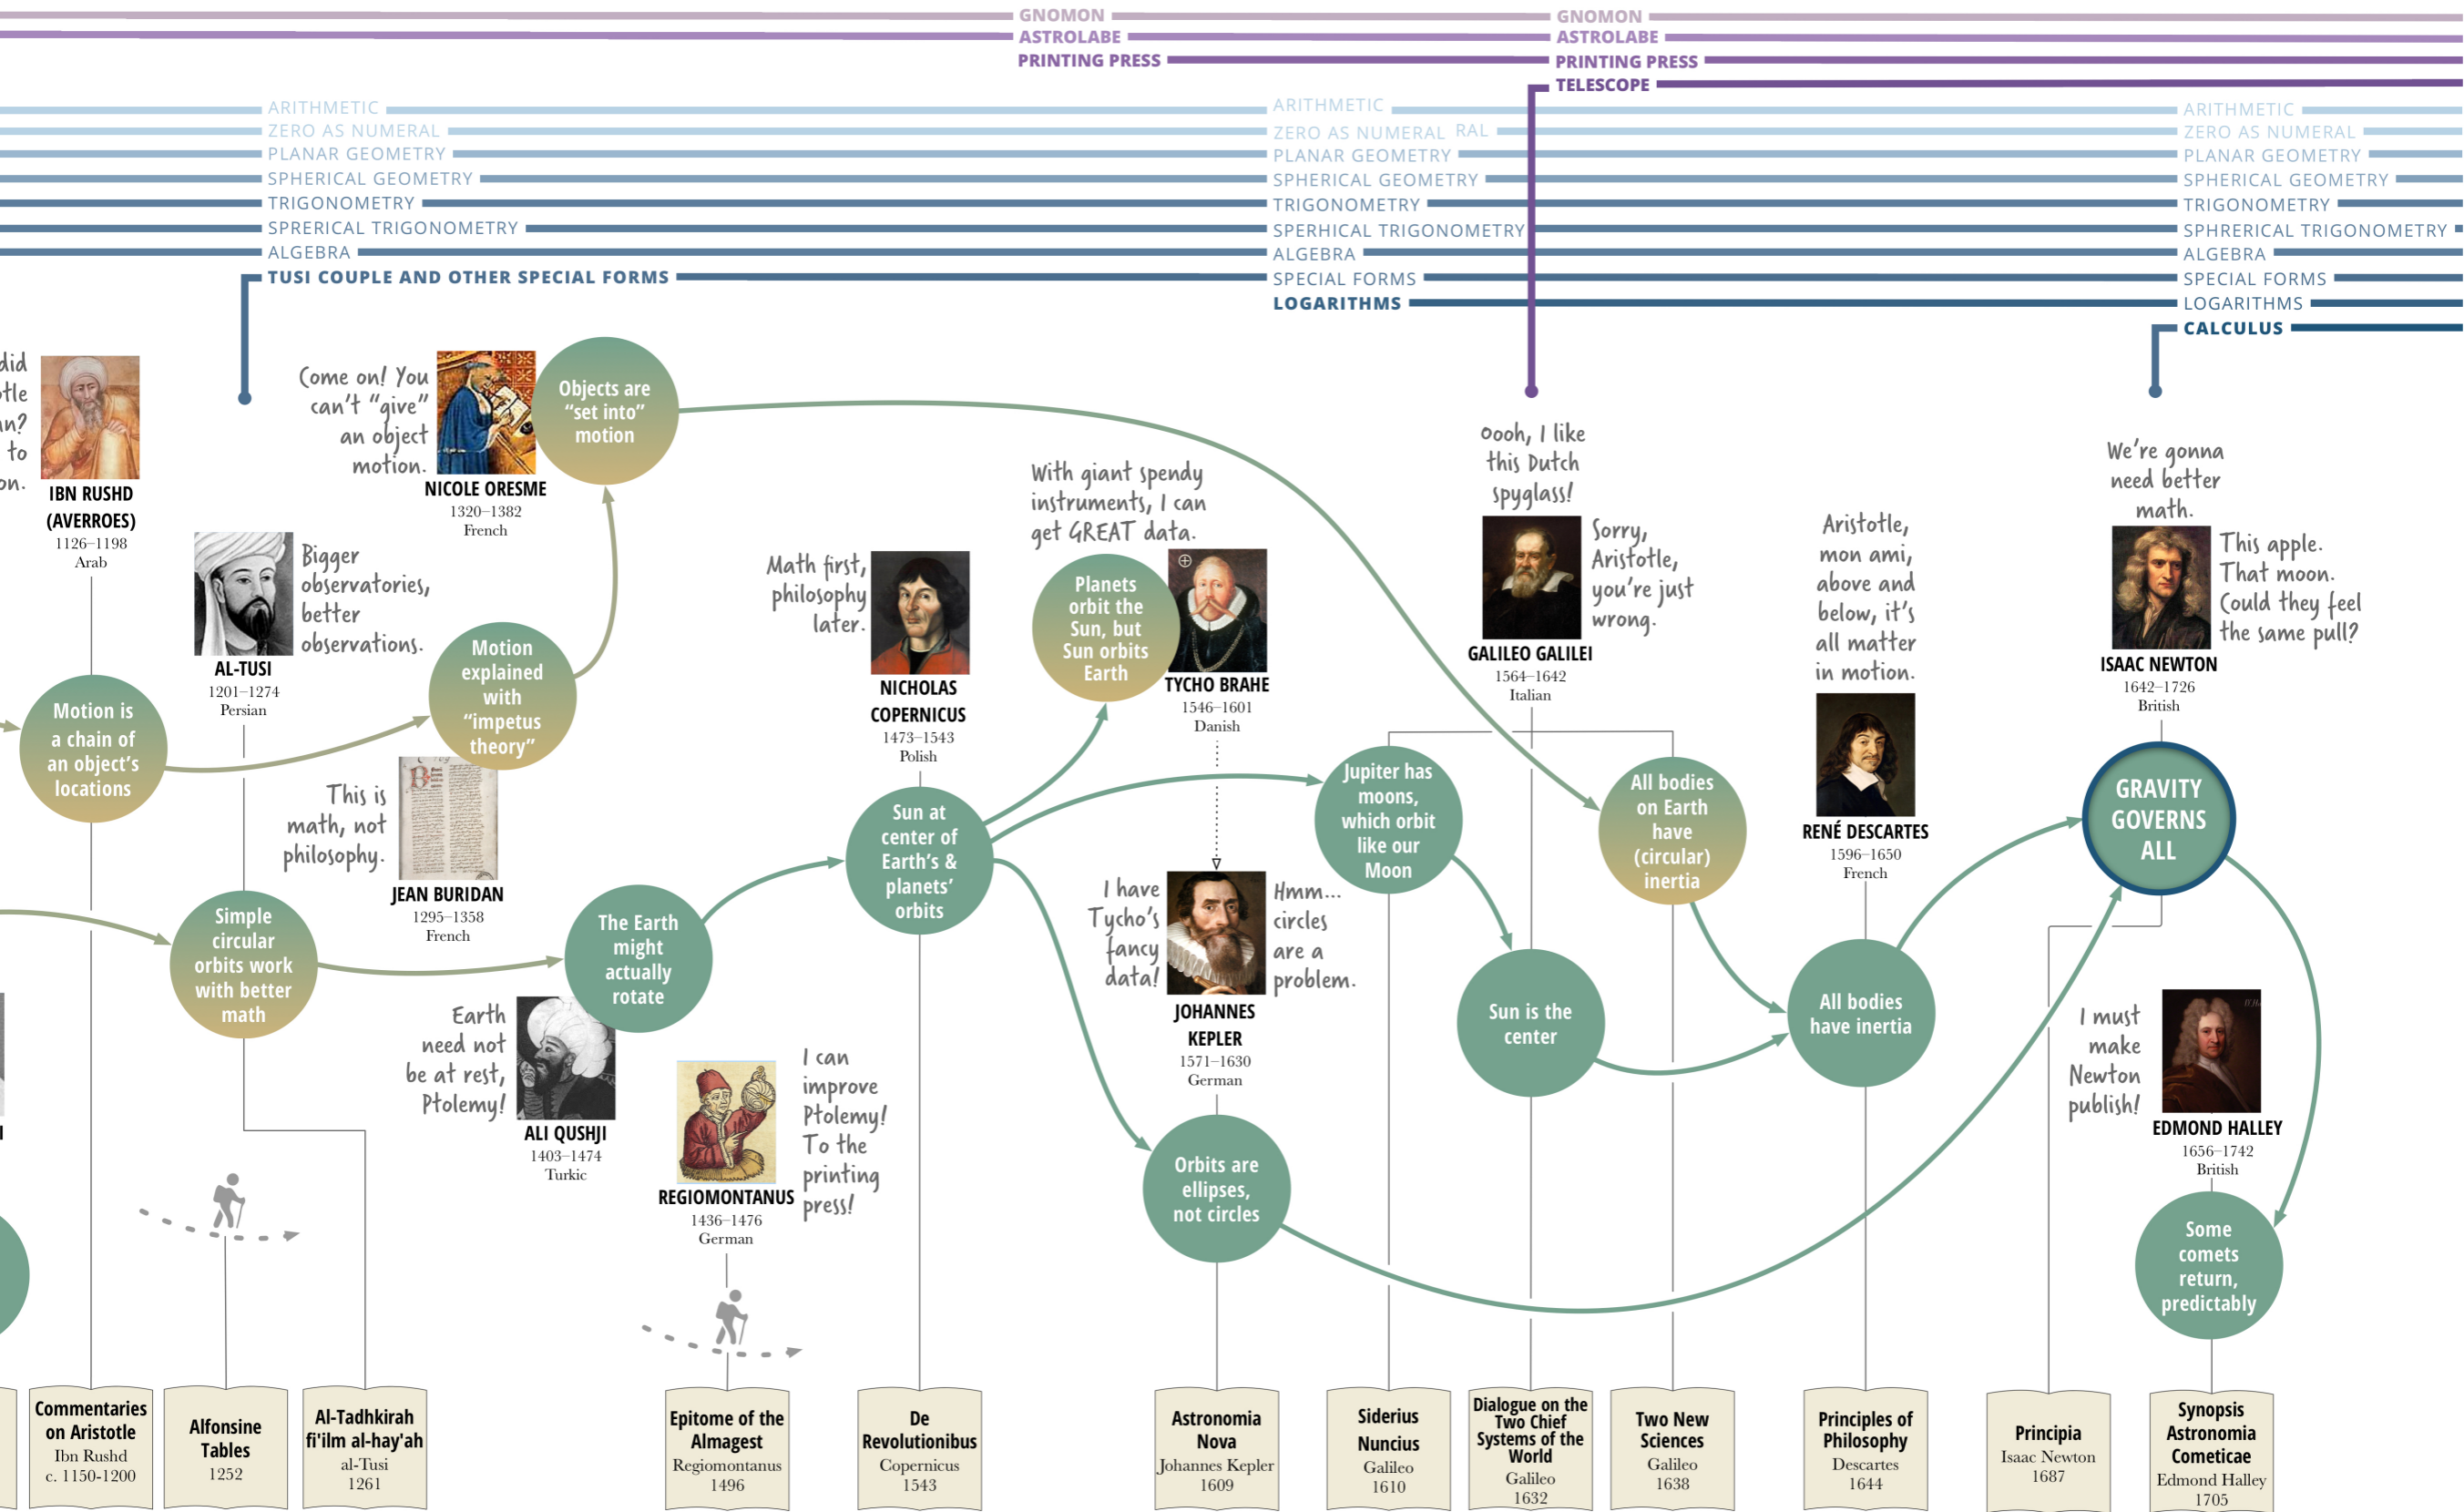 GNOMON
ASTROLABE
PRINTING PRESS
GNOMON
ASTROLABE
PRINTING PRESS
TELESCOPE
ARITHMETIC
ZERO AS NUMERAL
PLANAR GEOMETRY
SPHERICAL GEOMETRY
TRIGONOMETRY
SPRERICAL TRIGONOMETRY
ALGEBRA
TUSI COUPLE AND OTHER SPECIAL FORMS
ARITHMETIC
ZERO AS NUMERAL RAL
PLANAR GEOMETRY
SPHERICAL GEOMETRY
TRIGONOMETRY
SPERHICAL TRIGONOMETRY
ALGEBRA
SPECIAL FORMS
LOGARITHMS
ARITHMETIC
ZERO AS NUMERAL
PLANAR GEOMETRY
SPHERICAL GEOMETRY
TRIGONOMETRY
SPHRERICAL TRIGONOMETRY
ALGEBRA
SPECIAL FORMS
LOGARITHMS
CALCULUS
did
to
on.
IBN RUSHD
(AVERROES)
1126–1198
Arab
Motion is
a chain of
an object's
locations
AL-TUSI
1201–1274
Persian
Bigger
observatories,
better
observations.
Simple
circular
orbits work
with better
math
Come on! You
can't "give"
an object
motion.
NICOLE ORESME
1320–1382
French
Objects are
"set into"
motion
Motion
explained
with
"impetus
theory"
This is
math, not
philosophy.
JEAN BURIDAN
1295–1358
French
The Earth
might
actually
rotate
Earth
need not
be at rest,
Ptolemy!
ALI QUSHJI
1403–1474
Turkic
I can
improve
Ptolemy!
To the
printing
press!
REGIOMONTANUS
1436–1476
German
Math first,
philosophy
later.
NICHOLAS
COPERNICUS
1473–1543
Polish
Sun at
center of
Earth's &
planets'
orbits
With giant spendy
instruments, I can
get GREAT data.
Planets
orbit the
Sun, but
Sun orbits
Earth
TYCHO BRAHE
1546–1601
Danish
I have
Tycho's
fancy
data!
Hmm...
circles
are a
problem.
JOHANNES
KEPLER
1571–1630
German
Orbits are
ellipses,
not circles
Oooh, I like
this Dutch
spyglass!
Sorry,
Aristotle,
you're just
wrong.
GALILEO GALILEI
1564–1642
Italian
Jupiter has
moons,
which orbit
like our
Moon
All bodies
on Earth
have
(circular)
inertia
Sun is the
center
Aristotle,
mon ami,
above and
below, it's
all matter
in motion.
RENÉ DESCARTES
1596–1650
French
All bodies
have inertia
We're gonna
need better
math.
This apple.
That moon.
Could they feel
the same pull?
ISAAC NEWTON
1642–1726
British
GRAVITY
GOVERNS
ALL
I must
make
Newton
publish!
EDMOND HALLEY
1656–1742
British
Some
comets
return,
predictably
Commentaries
on Aristotle
Ibn Rushd
c. 1150-1200
Alfonsine
Tables
1252
Al-Tadhkirah
fi'ilm al-hay'ah
al-Tusi
1261
Epitome of the
Almagest
Regiomontanus
1496
De
Revolutionibus
Copernicus
1543
Astronomia
Nova
Johannes Kepler
1609
Siderius
Nuncius
Galileo
1610
Dialogue on the
Two Chief
Systems of the
World
Galileo
1632
Two New
Sciences
Galileo
1638
Principles of
Philosophy
Descartes
1644
Principia
Isaac Newton
1687
Synopsis
Astronomia
Cometicae
Edmond Halley
1705